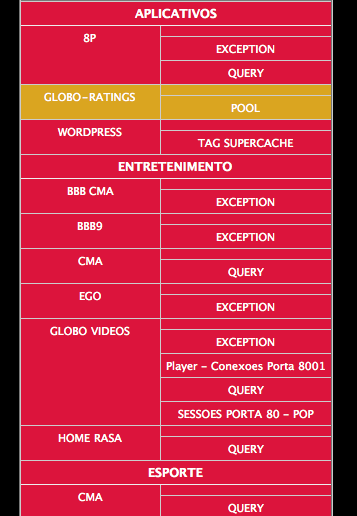 APLICATIVOS
8P
EXCEPTION
QUERY
GLOBO-RATINGS
POOL
WORDPRESS
TAG SUPERCACHE
ENTRETENIMENTO
BBB CMA
EXCEPTION
BBB9
EXCEPTION
CMA
QUERY
EGO
EXCEPTION
GLOBO VIDEOS
EXCEPTION
Player - Conexoes Porta 8001
QUERY
SESSOES PORTA 80 - POP
HOME RASA
QUERY
ESPORTE
CMA
QUERY